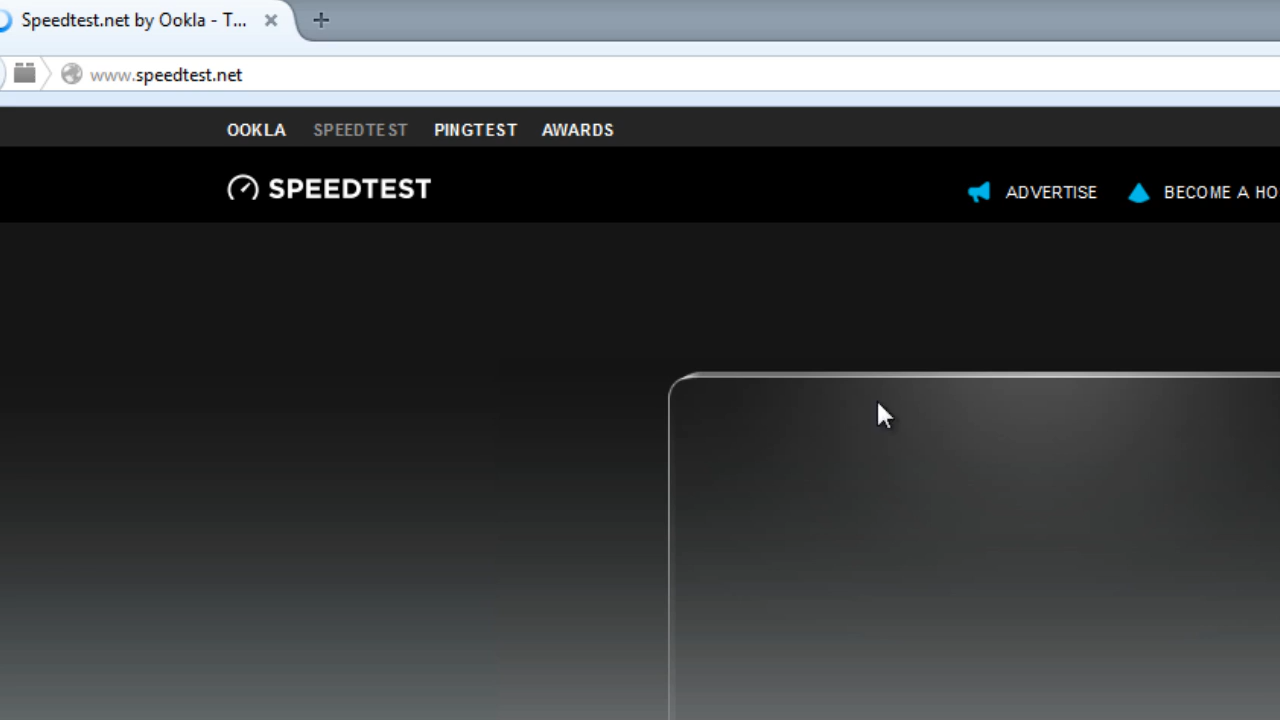 Speedtest.net by Ookla - T...
www.speedtest.net
OOKLA SPEEDTEST PINGTEST AWARDS
SPEEDTEST
ADVERTISE BECOME A HO